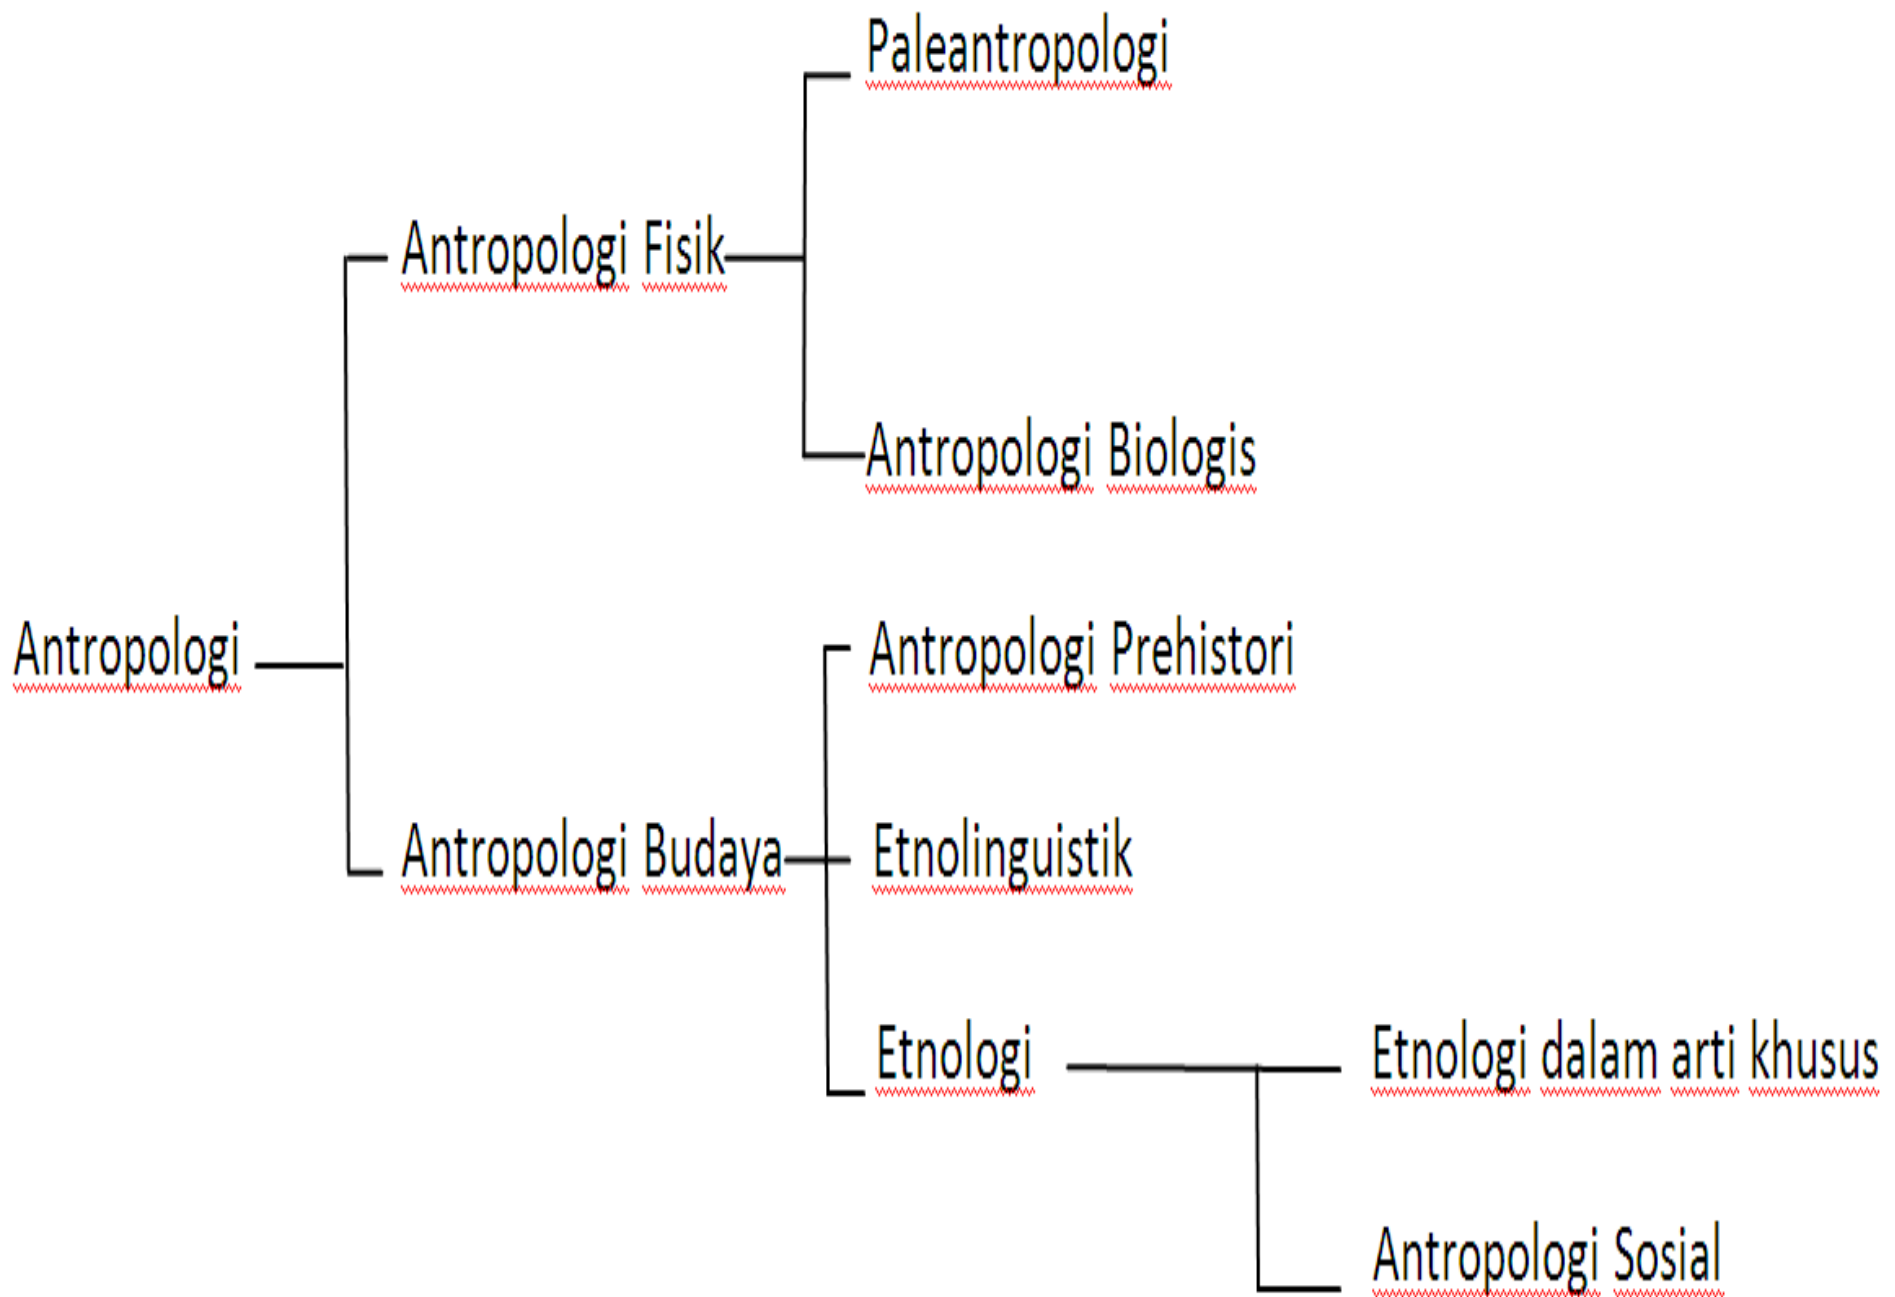 Paleantropologi
Antropologi Fisik
Antropologi Biologis
Antropologi
Antropologi Prehistori
Antropologi Budaya
Etnolinguistik
Etnologi
Etnologi dalam arti khusus
Antropologi Sosial